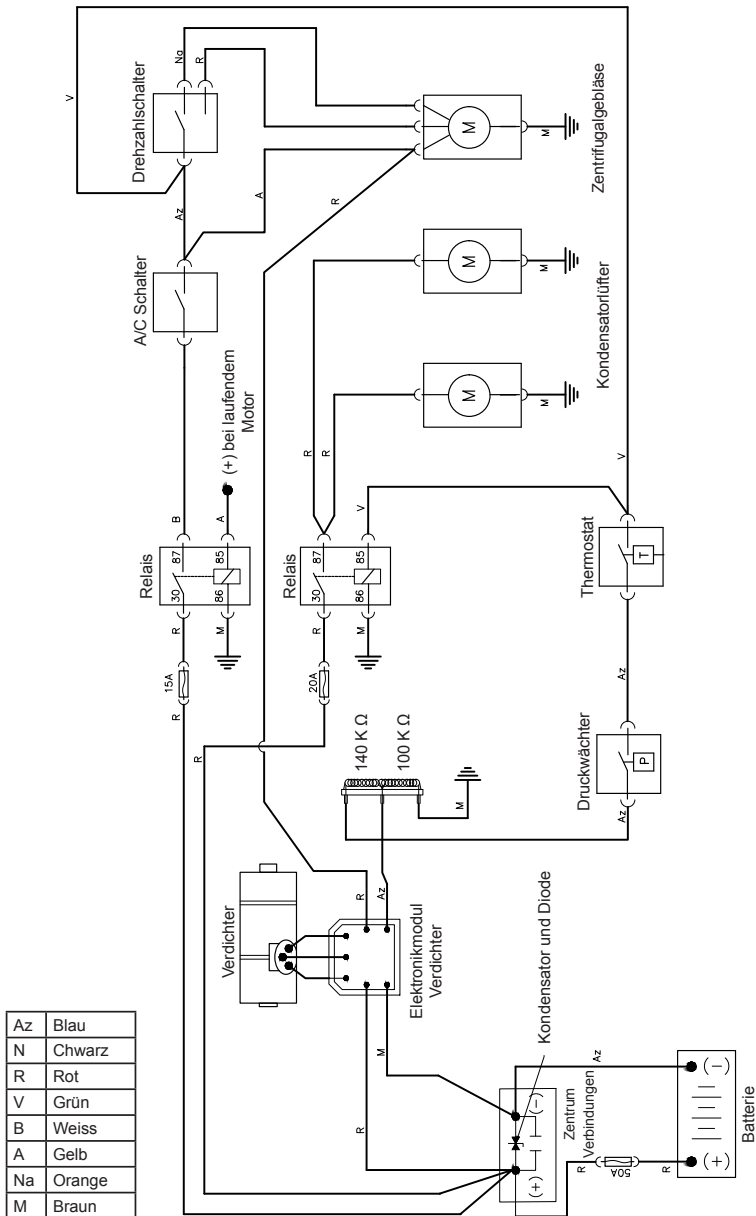 V
Na
R
Drehzahlschalter
M
M
Zentrifugalgebläse
Az
A
R
A/C Schalter
M
M
R
Kondensatorlüfter
(+) bei laufendem
Motor
M
M
R
B
A
V
V
Relais
87
85
30
86
Relais
87
85
30
86
Thermostat
T
R
M
R
M
15A
20A
R
R
Az
140 K Ω
100 K Ω
M
Druckwächter
P
Az
Verdichter
R
Az
Elektronikmodul
Verdichter
R
M
Kondensator und Diode
(+)
(-)
Zentrum
Verbindungen
Az
R
50A
R
(+)
(-)
Batterie
Az Blau
N Chwarz
R Rot
V Grün
B Weiss
A Gelb
Na Orange
M Braun